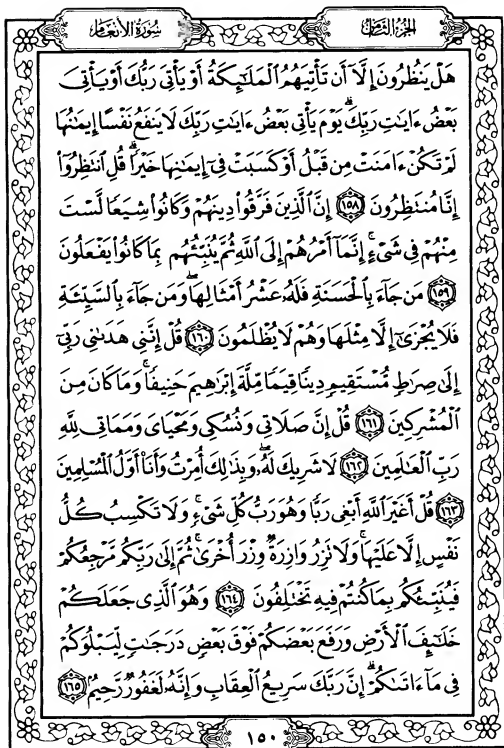 الجزء الثامن
سورة الأنعام
هَلْ يَنظُرُونَ إِلَّآ أَن تَأْتِيَهُمُ ٱلْمَلَٰٓئِكَةُ أَوْ يَأْتِىَ رَبُّكَ أَوْ يَأْتِىَ
بَعْضُ ءَايَٰتِ رَبِّكَ ۗ يَوْمَ يَأْتِى بَعْضُ ءَايَٰتِ رَبِّكَ لَا يَنفَعُ نَفْسًا إِيمَٰنُهَا
لَمْ تَكُنْ ءَامَنَتْ مِن قَبْلُ أَوْ كَسَبَتْ فِىٓ إِيمَٰنِهَا خَيْرًا ۗ قُلِ ٱنتَظِرُوٓا۟
إِنَّا مُنتَظِرُونَ ١٥٨ إِنَّ ٱلَّذِينَ فَرَّقُوا۟ دِينَهُمْ وَكَانُوا۟ شِيَعًا لَّسْتَ
مِنْهُمْ فِى شَىْءٍ ۚ إِنَّمَآ أَمْرُهُمْ إِلَى ٱللَّهِ ثُمَّ يُنَبِّئُهُم بِمَا كَانُوا۟ يَفْعَلُونَ
١٥٩ مَن جَآءَ بِٱلْحَسَنَةِ فَلَهُۥ عَشْرُ أَمْثَالِهَا ۖ وَمَن جَآءَ بِٱلسَّيِّئَةِ
فَلَا يُجْزَىٰٓ إِلَّا مِثْلَهَا وَهُمْ لَا يُظْلَمُونَ ١٦٠ قُلْ إِنَّنِى هَدَىٰنِى رَبِّىٓ
إِلَىٰ صِرَٰطٍ مُّسْتَقِيمٍ دِينًا قِيَمًا مِّلَّةَ إِبْرَٰهِيمَ حَنِيفًا ۚ وَمَا كَانَ مِنَ
ٱلْمُشْرِكِينَ ١٦١ قُلْ إِنَّ صَلَاتِى وَنُسُكِى وَمَحْيَاىَ وَمَمَاتِى لِلَّهِ
رَبِّ ٱلْعَٰلَمِينَ ١٦٢ لَا شَرِيكَ لَهُۥ ۖ وَبِذَٰلِكَ أُمِرْتُ وَأَنَا۠ أَوَّلُ ٱلْمُسْلِمِينَ
١٦٣ قُلْ أَغَيْرَ ٱللَّهِ أَبْغِى رَبًّا وَهُوَ رَبُّ كُلِّ شَىْءٍ ۚ وَلَا تَكْسِبُ كُلُّ
نَفْسٍ إِلَّا عَلَيْهَا ۚ وَلَا تَزِرُ وَازِرَةٌ وِزْرَ أُخْرَىٰ ۚ ثُمَّ إِلَىٰ رَبِّكُم مَّرْجِعُكُمْ
فَيُنَبِّئُكُم بِمَا كُنتُمْ فِيهِ تَخْتَلِفُونَ ١٦٤ وَهُوَ ٱلَّذِى جَعَلَكُمْ
خَلَٰٓئِفَ ٱلْأَرْضِ وَرَفَعَ بَعْضَكُمْ فَوْقَ بَعْضٍ دَرَجَٰتٍ لِّيَبْلُوَكُمْ
فِى مَآ ءَاتَىٰكُمْ ۗ إِنَّ رَبَّكَ سَرِيعُ ٱلْعِقَابِ وَإِنَّهُۥ لَغَفُورٌ رَّحِيمٌ ١٦٥
١٥٠